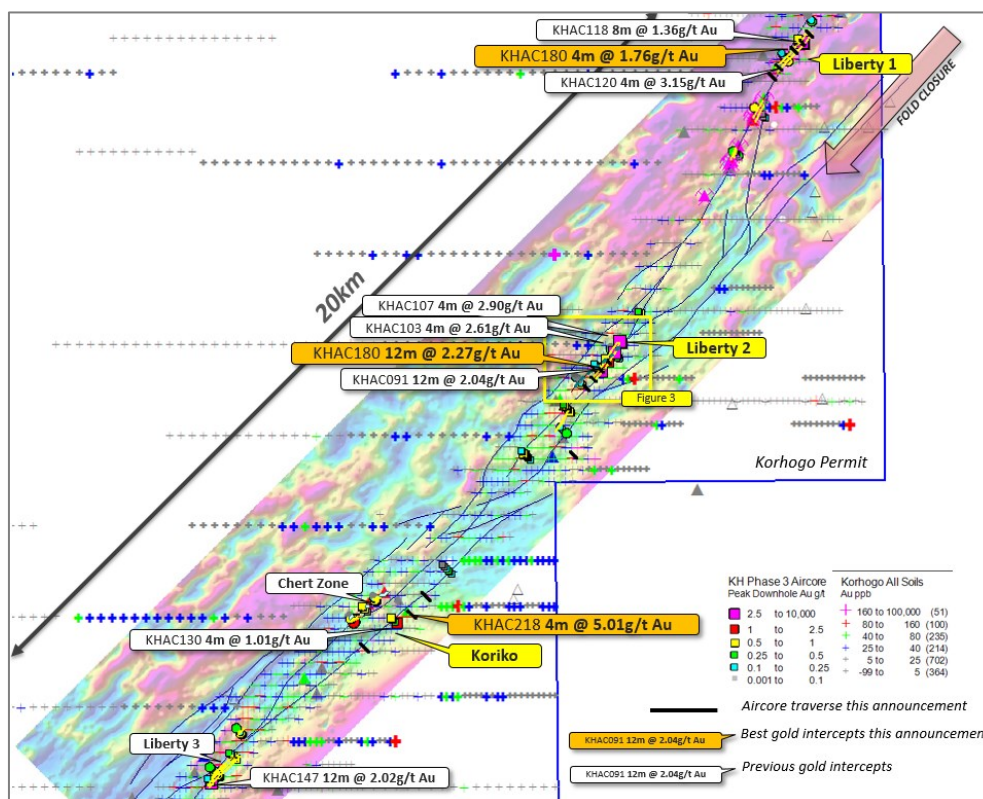 KHAC118 8m @ 1.36g/t Au
KHAC180 4m @ 1.76g/t Au
Liberty 1
KHAC120 4m @ 3.15g/t Au
FOLD CLOSURE
20km
KHAC107 4m @ 2.90g/t Au
KHAC103 4m @ 2.61g/t Au
KHAC180 12m @ 2.27g/t Au
Liberty 2
KHAC091 12m @ 2.04g/t Au
Figure 3
Korhogo Permit
Chert Zone
KHAC130 4m @ 1.01g/t Au
KHAC218 4m @ 5.01g/t Au
Koriko
Liberty 3
KHAC147 12m @ 2.02g/t Au
KH Phase 3 Aircore
Peak Downhole Au g/t
2.5 to 10,000
1 to 2.5
0.5 to 1
0.25 to 0.5
0.1 to 0.25
0.001 to 0.1
Korhogo All Soils
Au ppb
160 to 100,000 (51)
80 to 160 (100)
40 to 80 (235)
25 to 40 (214)
5 to 25 (702)
-99 to 5 (364)
Aircore traverse this announcement
KHAC091 12m @ 2.04g/t Au
Best gold intercepts this announcement
KHAC091 12m @ 2.04g/t Au
Previous gold intercepts